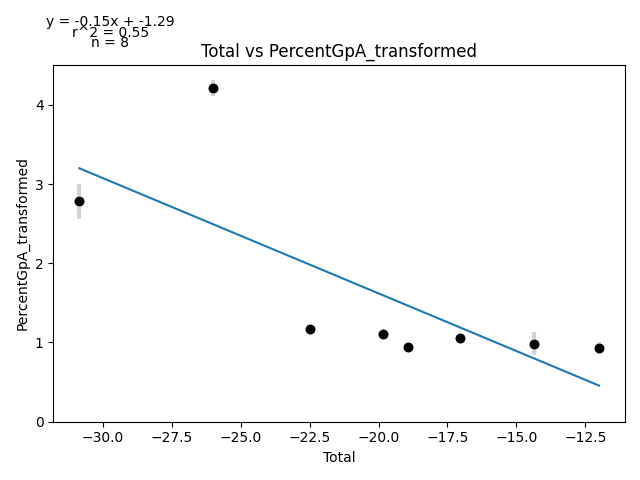 y = -0.15x + -1.29
r^2 = 0.55
n = 8
Total vs PercentGpA_transformed
PercentGpA_transformed
4
3
2
1
0
−30.0 −27.5 −25.0 −22.5 −20.0 −17.5 −15.0 −12.5
Total